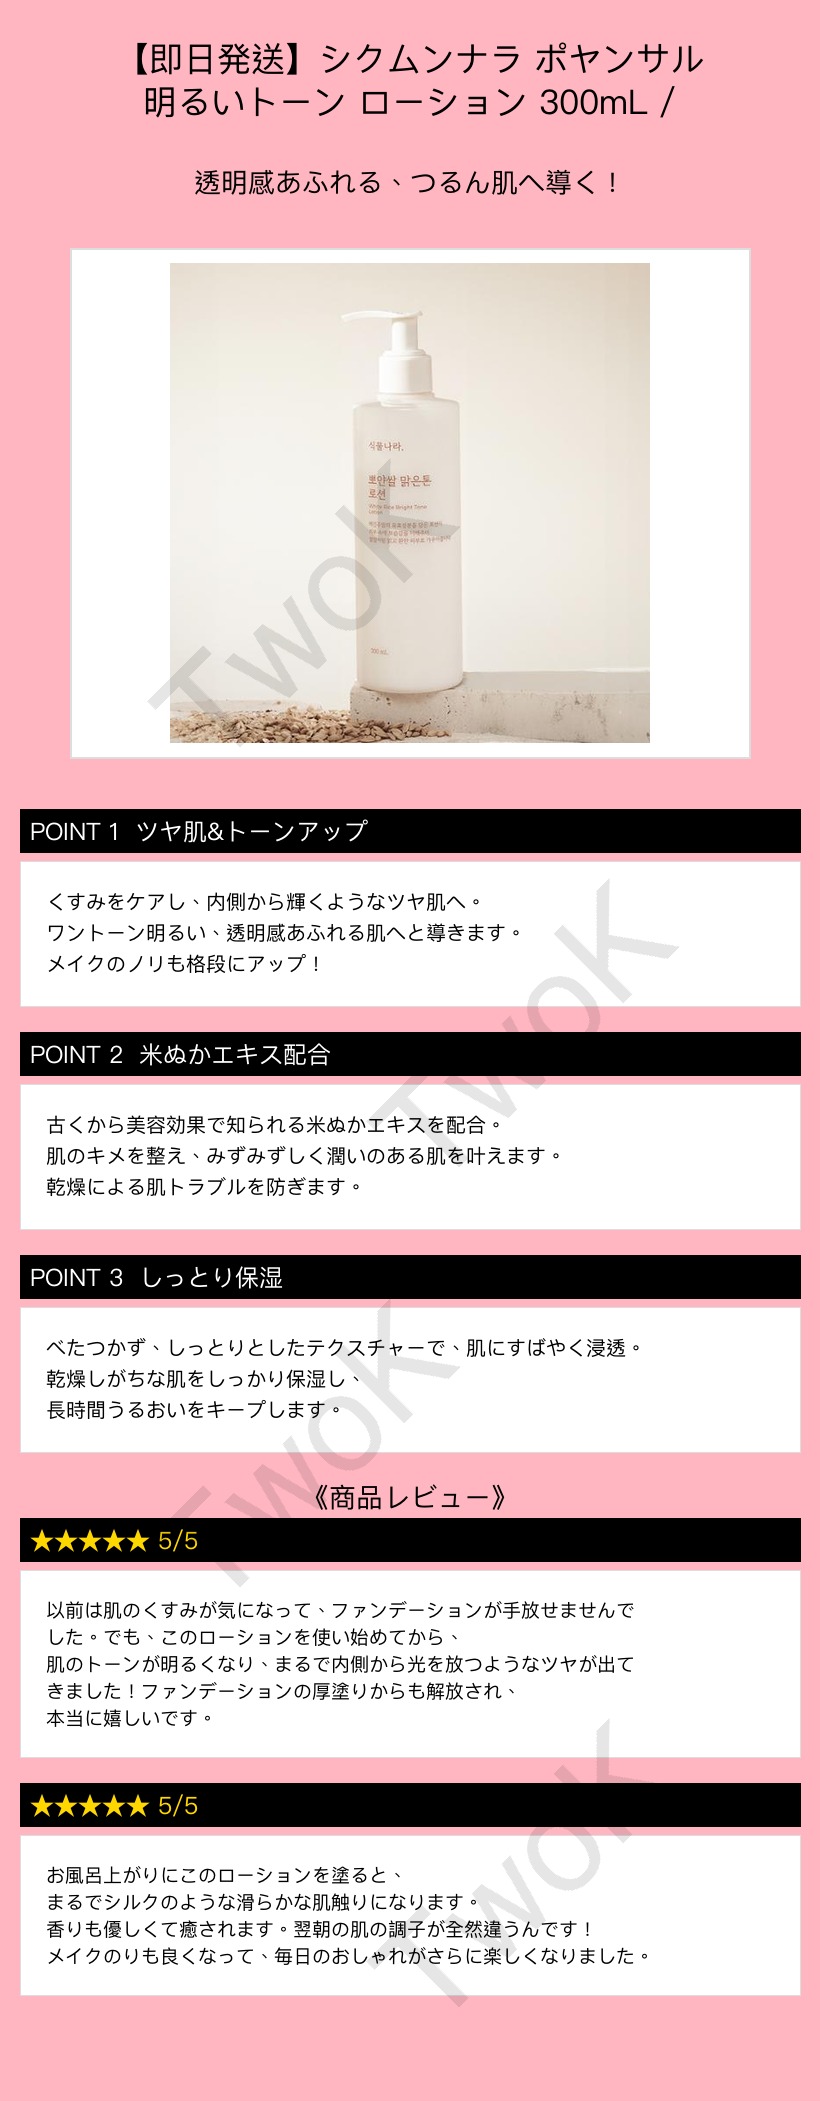 【即日発送】シクムンナラ ポヤンサル
明るいトーン ローション 300mL /
透明感あふれる、つるん肌へ導く！
식물나라.
뽀얀쌀 맑은톤
로션
White Rice Bright Tone
Lotion
300 mL
TwoK
POINT 1 ツヤ肌&トーンアップ
くすみをケアし、内側から輝くようなツヤ肌へ。
ワントーン明るい、透明感あふれる肌へと導きます。
メイクのノリも格段にアップ！
TwoK
POINT 2 米ぬかエキス配合
古くから美容効果で知られる米ぬかエキスを配合。
肌のキメを整え、みずみずしく潤いのある肌を叶えます。
乾燥による肌トラブルを防ぎます。
POINT 3 しっとり保湿
べたつかず、しっとりとしたテクスチャーで、肌にすばやく浸透。
乾燥しがちな肌をしっかり保湿し、
長時間うるおいをキープします。
TwoK
《商品レビュー》
★★★★★ 5/5
以前は肌のくすみが気になって、ファンデーションが手放せませんで
した。でも、このローションを使い始めてから、
肌のトーンが明るくなり、まるで内側から光を放つようなツヤが出て
きました！ファンデーションの厚塗りからも解放され、
本当に嬉しいです。
★★★★★ 5/5
お風呂上がりにこのローションを塗ると、
まるでシルクのような滑らかな肌触りになります。
香りも優しくて癒されます。翌朝の肌の調子が全然違うんです！
メイクのりも良くなって、毎日のおしゃれがさらに楽しくなりました。
TwoK